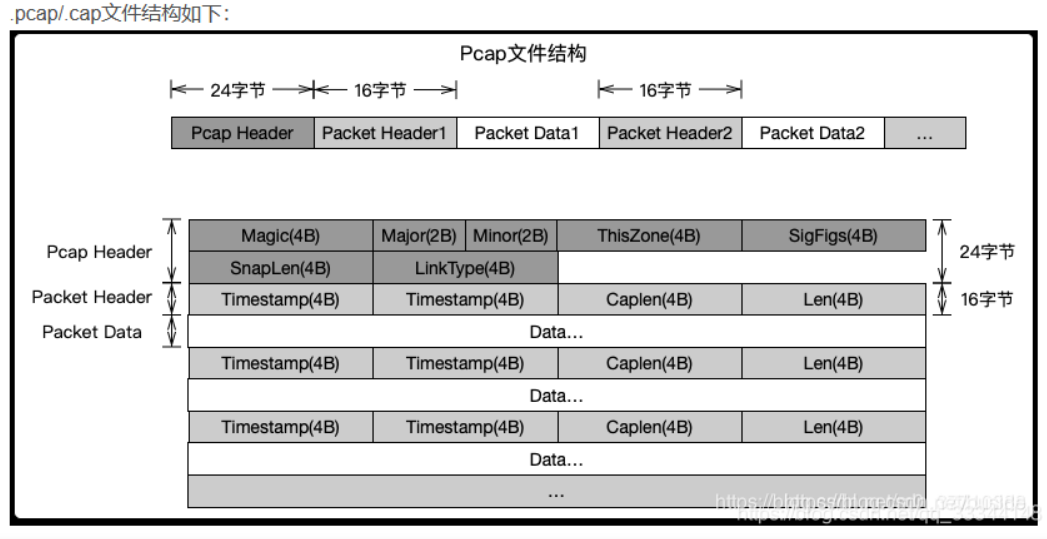 .pcap/.cap文件结构如下：
Pcap文件结构
24字节 16字节 16字节
Pcap Header Packet Header1 Packet Data1 Packet Header2 Packet Data2 ...
Magic(4B) Major(2B) Minor(2B) ThisZone(4B) SigFigs(4B)
Pcap Header 24字节
SnapLen(4B) LinkType(4B)
Packet Header Timestamp(4B) Timestamp(4B) Caplen(4B) Len(4B) 16字节
Packet Data Data...
Timestamp(4B) Timestamp(4B) Caplen(4B) Len(4B)
Data...
Timestamp(4B) Timestamp(4B) Caplen(4B) Len(4B)
Data...
...